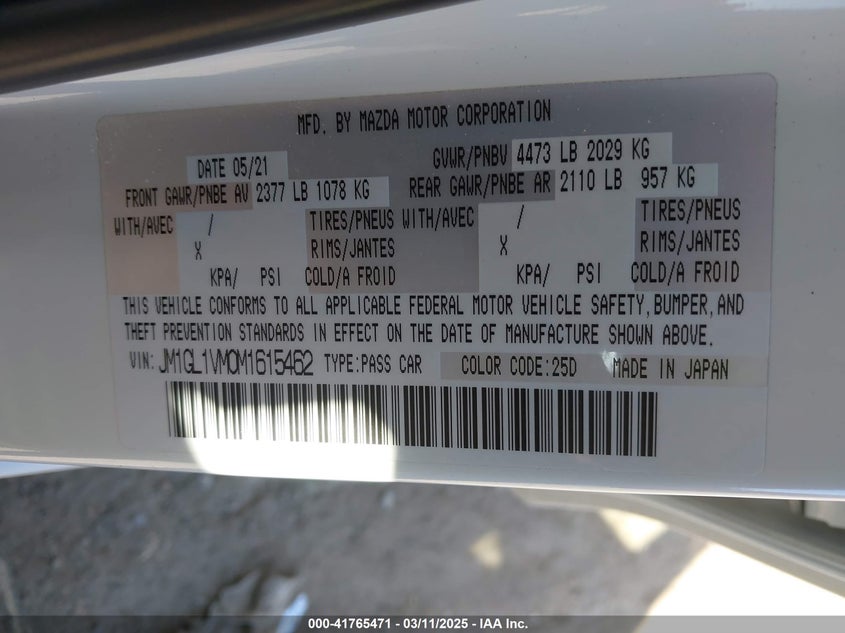 MFD. BY MAZDA MOTOR CORPORATION
DATE 05/21 GVWR/PNBV 4473 LB 2029 KG
FRONT GAWR/PNBE AV 2377 LB 1078 KG REAR GAWR/PNBE AR 2110 LB 957 KG
WITH/AVEC / TIRES/PNEUS WITH/AVEC / TIRES/PNEUS
X RIMS/JANTES X RIMS/JANTES
KPA/ PSI COLD/A FROID KPA/ PSI COLD/A FROID
THIS VEHICLE CONFORMS TO ALL APPLICABLE FEDERAL MOTOR VEHICLE SAFETY, BUMPER, AND
THEFT PREVENTION STANDARDS IN EFFECT ON THE DATE OF MANUFACTURE SHOWN ABOVE.
VIN: JM1GL1VM0M1615462 TYPE:PASS CAR COLOR CODE:25D MADE IN JAPAN
000-41765471 - 03/11/2025 - IAA Inc.